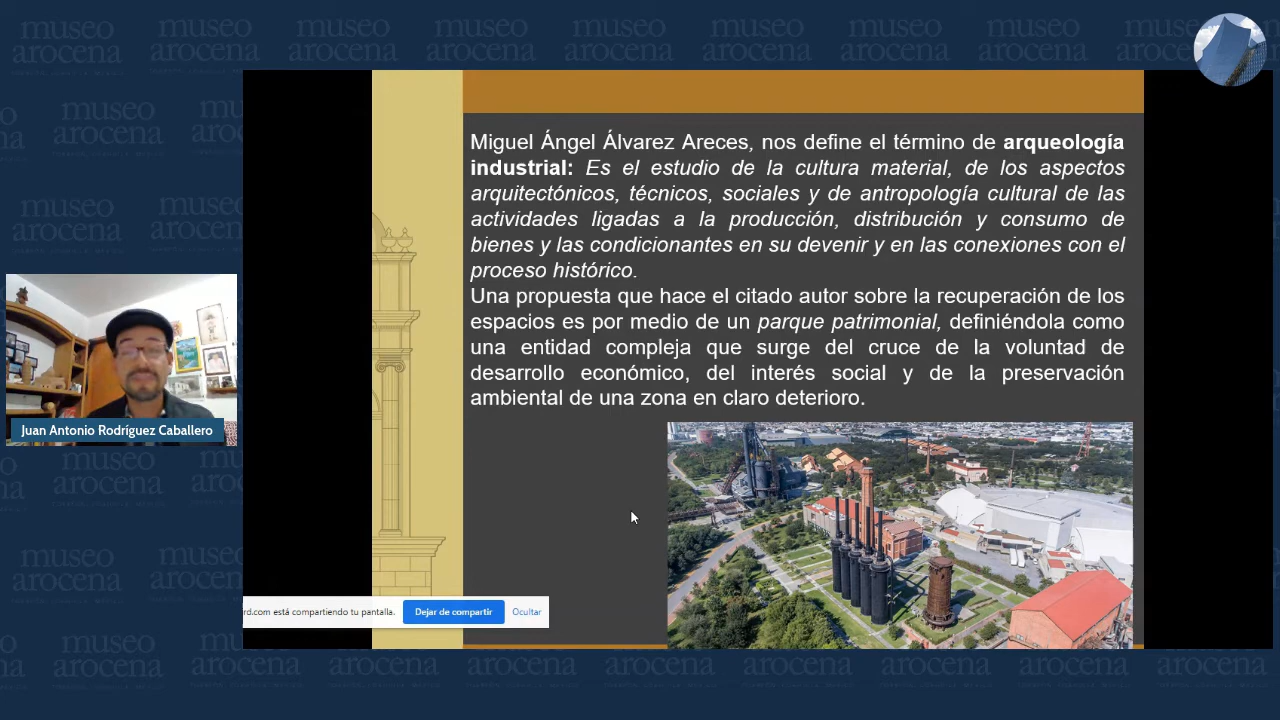 museo
arocena
Miguel Ángel Álvarez Areces, nos define el término de arqueología
industrial: Es el estudio de la cultura material, de los aspectos
arquitectónicos, técnicos, sociales y de antropología cultural de las
actividades ligadas a la producción, distribución y consumo de
bienes y las condicionantes en su devenir y en las conexiones con el
proceso histórico.
Una propuesta que hace el citado autor sobre la recuperación de los
espacios es por medio de un parque patrimonial, definiéndola como
una entidad compleja que surge del cruce de la voluntad de
desarrollo económico, del interés social y de la preservación
ambiental de una zona en claro deterioro.
Juan Antonio Rodríguez Caballero
rd.com está compartiendo tu pantalla. Dejar de compartir Ocultar